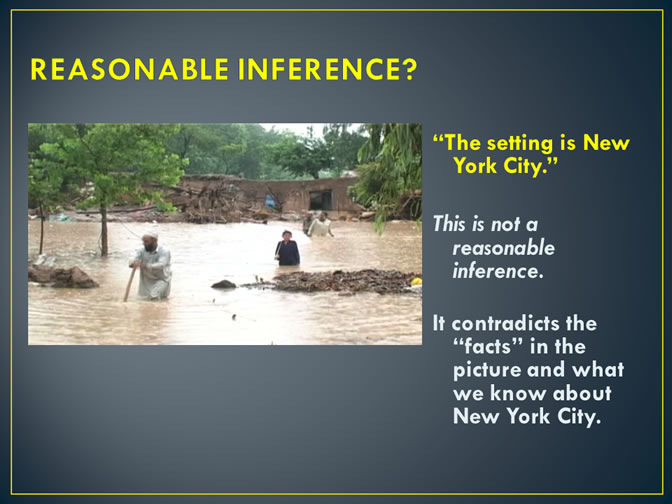 REASONABLE INFERENCE?
“The setting is New
York City.”
This is not a
reasonable
inference.
It contradicts the
“facts” in the
picture and what
we know about
New York City.